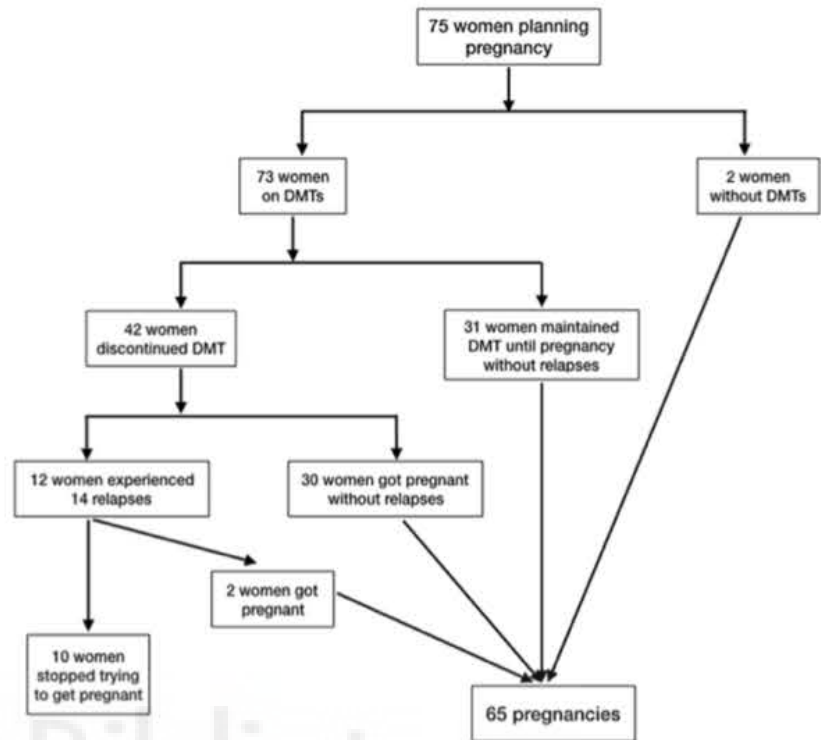 75 women planning
pregnancy
73 women
on DMTs
2 women
without DMTs
42 women
discontinued DMT
31 women maintained
DMT until pregnancy
without relapses
12 women experienced
14 relapses
30 women got pregnant
without relapses
2 women got
pregnant
10 women
stopped trying
to get pregnant
65 pregnancies